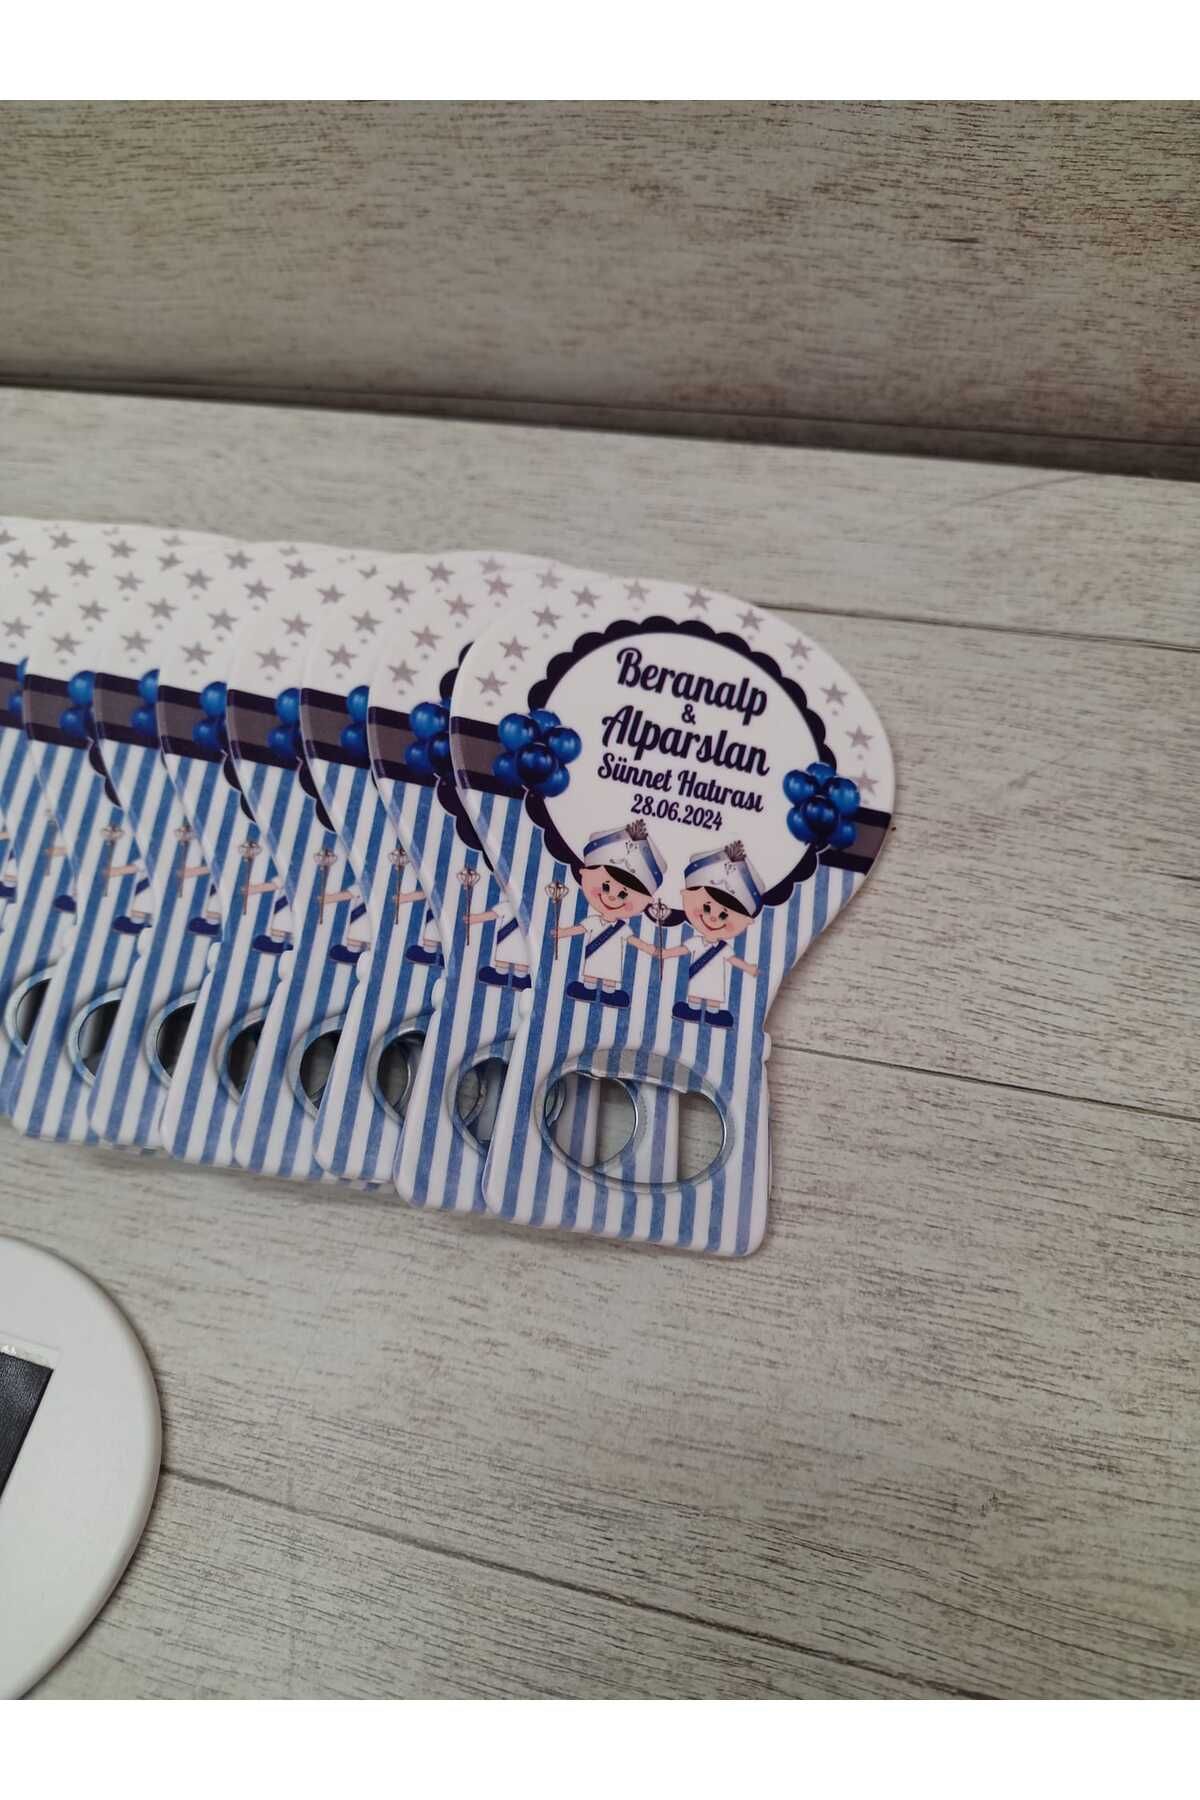 Beranalp
&
Alparslan
Sünnet Hatırası
28.06.2024